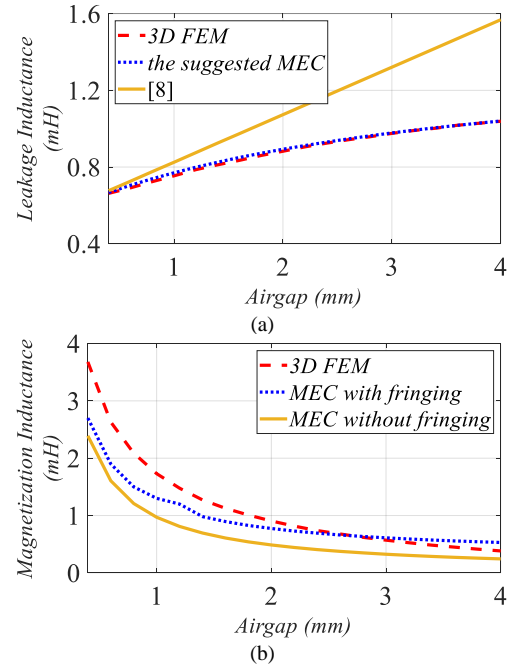 1.6
1.2
0.8
0.4
Leakage Inductance
(mH)
3D FEM
the suggested MEC
[8]
1 2 3 4
Airgap (mm)
(a)
4
3
2
1
0
Magnetization Inductance
(mH)
3D FEM
MEC with fringing
MEC without fringing
1 2 3 4
Airgap (mm)
(b)